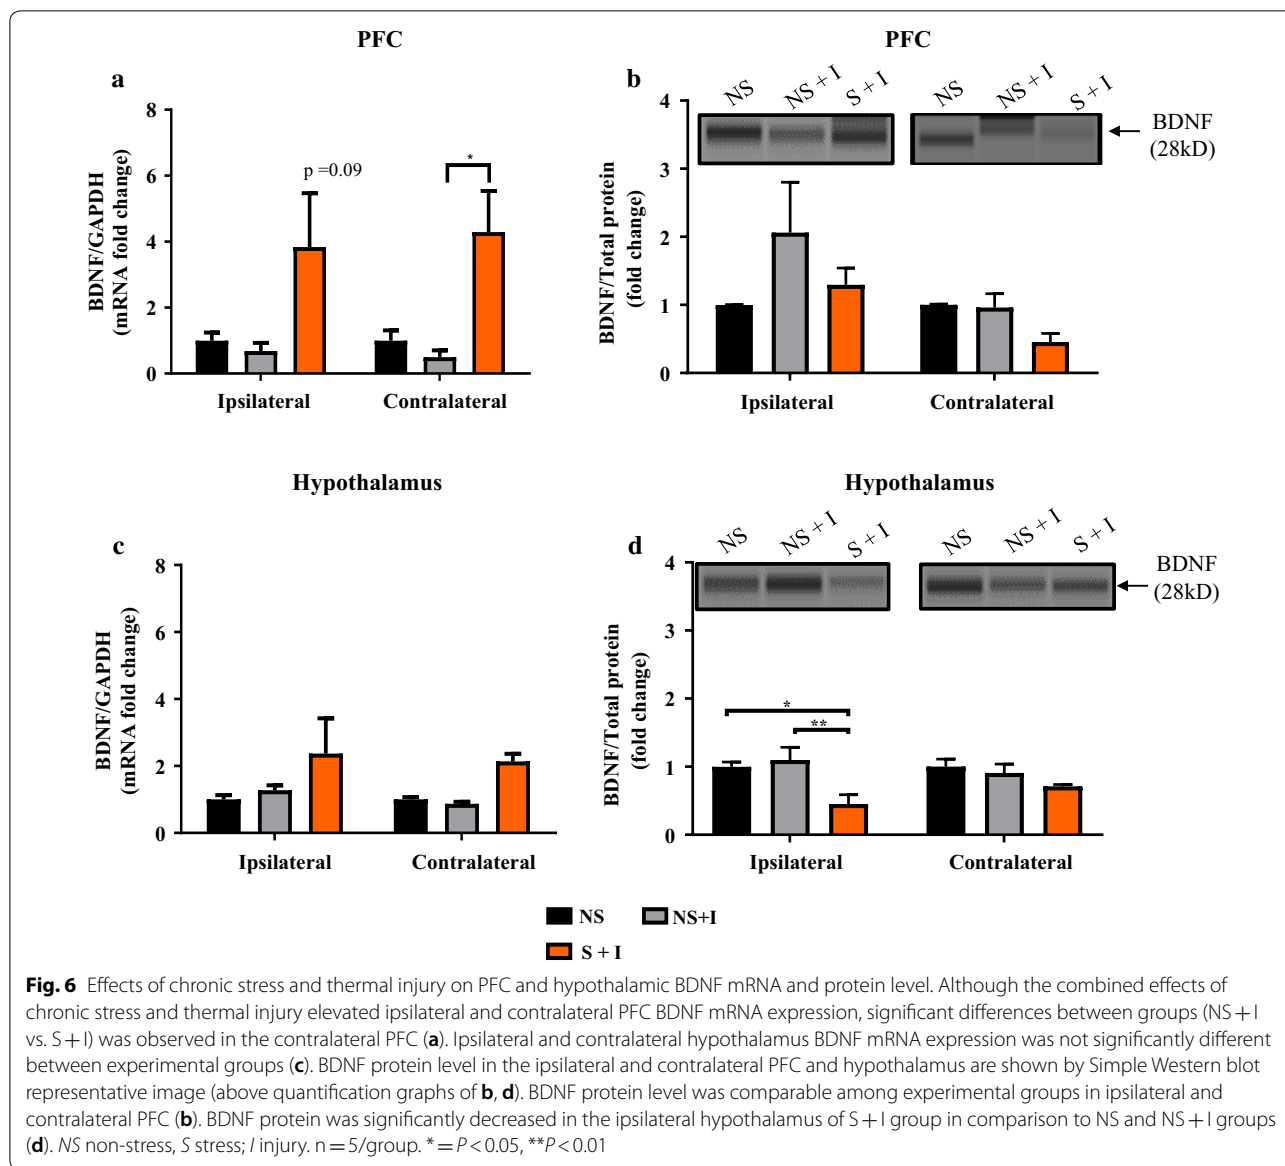 PFC
a
BDNF/GAPDH
(mRNA fold change)
8
6
4
2
0
p =0.09
*
Ipsilateral
Contralateral
PFC
b
NS
NS + I
S + I
NS
NS + I
S + I
BDNF
(28kD)
BDNF/Total protein
(fold change)
4
3
2
1
0
Ipsilateral
Contralateral
Hypothalamus
c
BDNF/GAPDH
(mRNA fold change)
8
6
4
2
0
Ipsilateral
Contralateral
Hypothalamus
d
NS
NS + I
S + I
NS
NS + I
S + I
BDNF
(28kD)
BDNF/Total protein
(fold change)
4
3
2
1
0
*
**
Ipsilateral
Contralateral
NS
NS+I
S + I
Fig. 6 Effects of chronic stress and thermal injury on PFC and hypothalamic BDNF mRNA and protein level. Although the combined effects of
chronic stress and thermal injury elevated ipsilateral and contralateral PFC BDNF mRNA expression, significant differences between groups (NS + I
vs. S + I) was observed in the contralateral PFC (a). Ipsilateral and contralateral hypothalamus BDNF mRNA expression was not significantly different
between experimental groups (c). BDNF protein level in the ipsilateral and contralateral PFC and hypothalamus are shown by Simple Western blot
representative image (above quantification graphs of b, d). BDNF protein level was comparable among experimental groups in ipsilateral and
contralateral PFC (b). BDNF protein was significantly decreased in the ipsilateral hypothalamus of S + I group in comparison to NS and NS + I groups
(d). NS non-stress, S stress; I injury. n = 5/group. * = P < 0.05, **P < 0.01